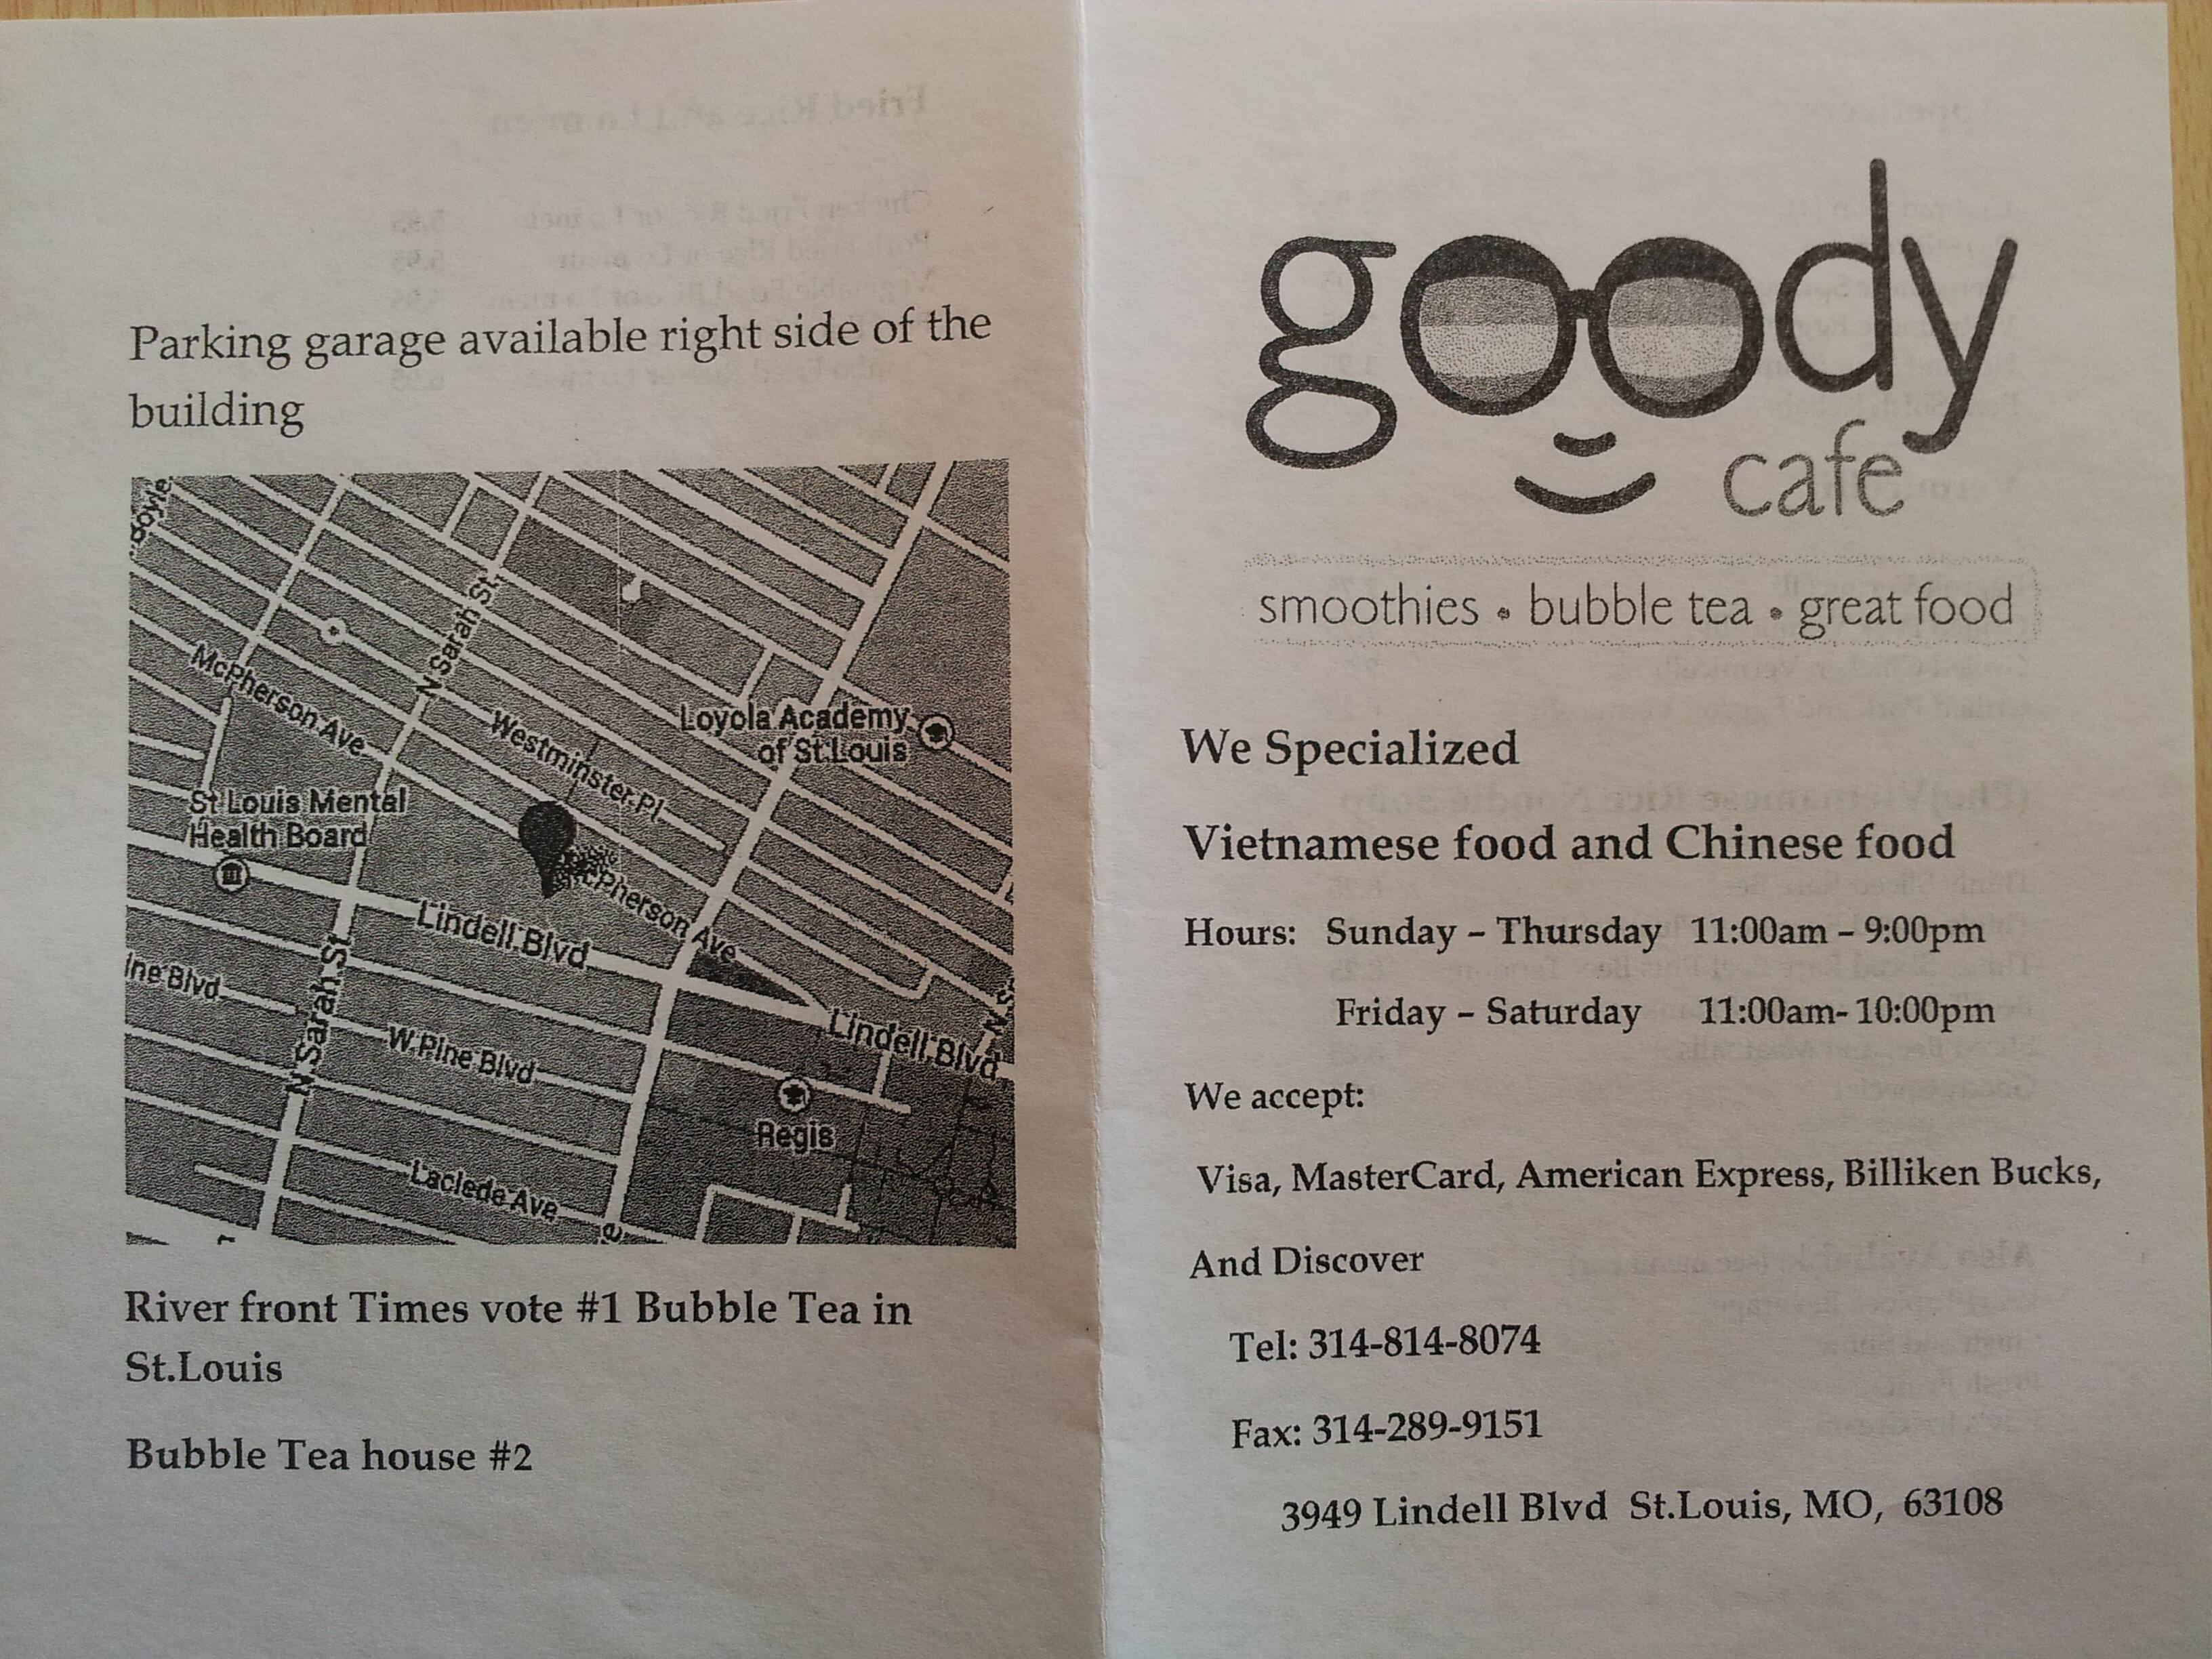 Parking garage available right side of the
building
Boyle
N Sarah St
McPherson Ave
Westminster Pl
Loyola Academy
of St.Louis
St Louis Mental
Health Board
McPherson Ave
Lindell Blvd
N Sarah St
ine Blvd
W Pine Blvd
Lindell Blvd
Regis
Laclede Ave
River front Times vote #1 Bubble Tea in
St.Louis
Bubble Tea house #2
goody
cafe
smoothies • bubble tea • great food
We Specialized
Vietnamese food and Chinese food
Hours: Sunday – Thursday 11:00am – 9:00pm
Friday – Saturday 11:00am- 10:00pm
We accept:
Visa, MasterCard, American Express, Billiken Bucks,
And Discover
Tel: 314-814-8074
Fax: 314-289-9151
3949 Lindell Blvd St.Louis, MO, 63108